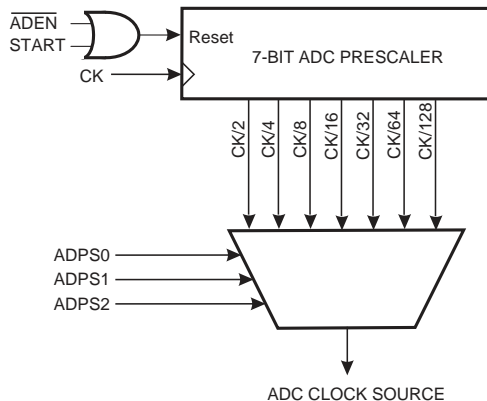 ADEN
START
Reset
7-BIT ADC PRESCALER
CK
CK/2
CK/4
CK/8
CK/16
CK/32
CK/64
CK/128
ADPS0
ADPS1
ADPS2
ADC CLOCK SOURCE